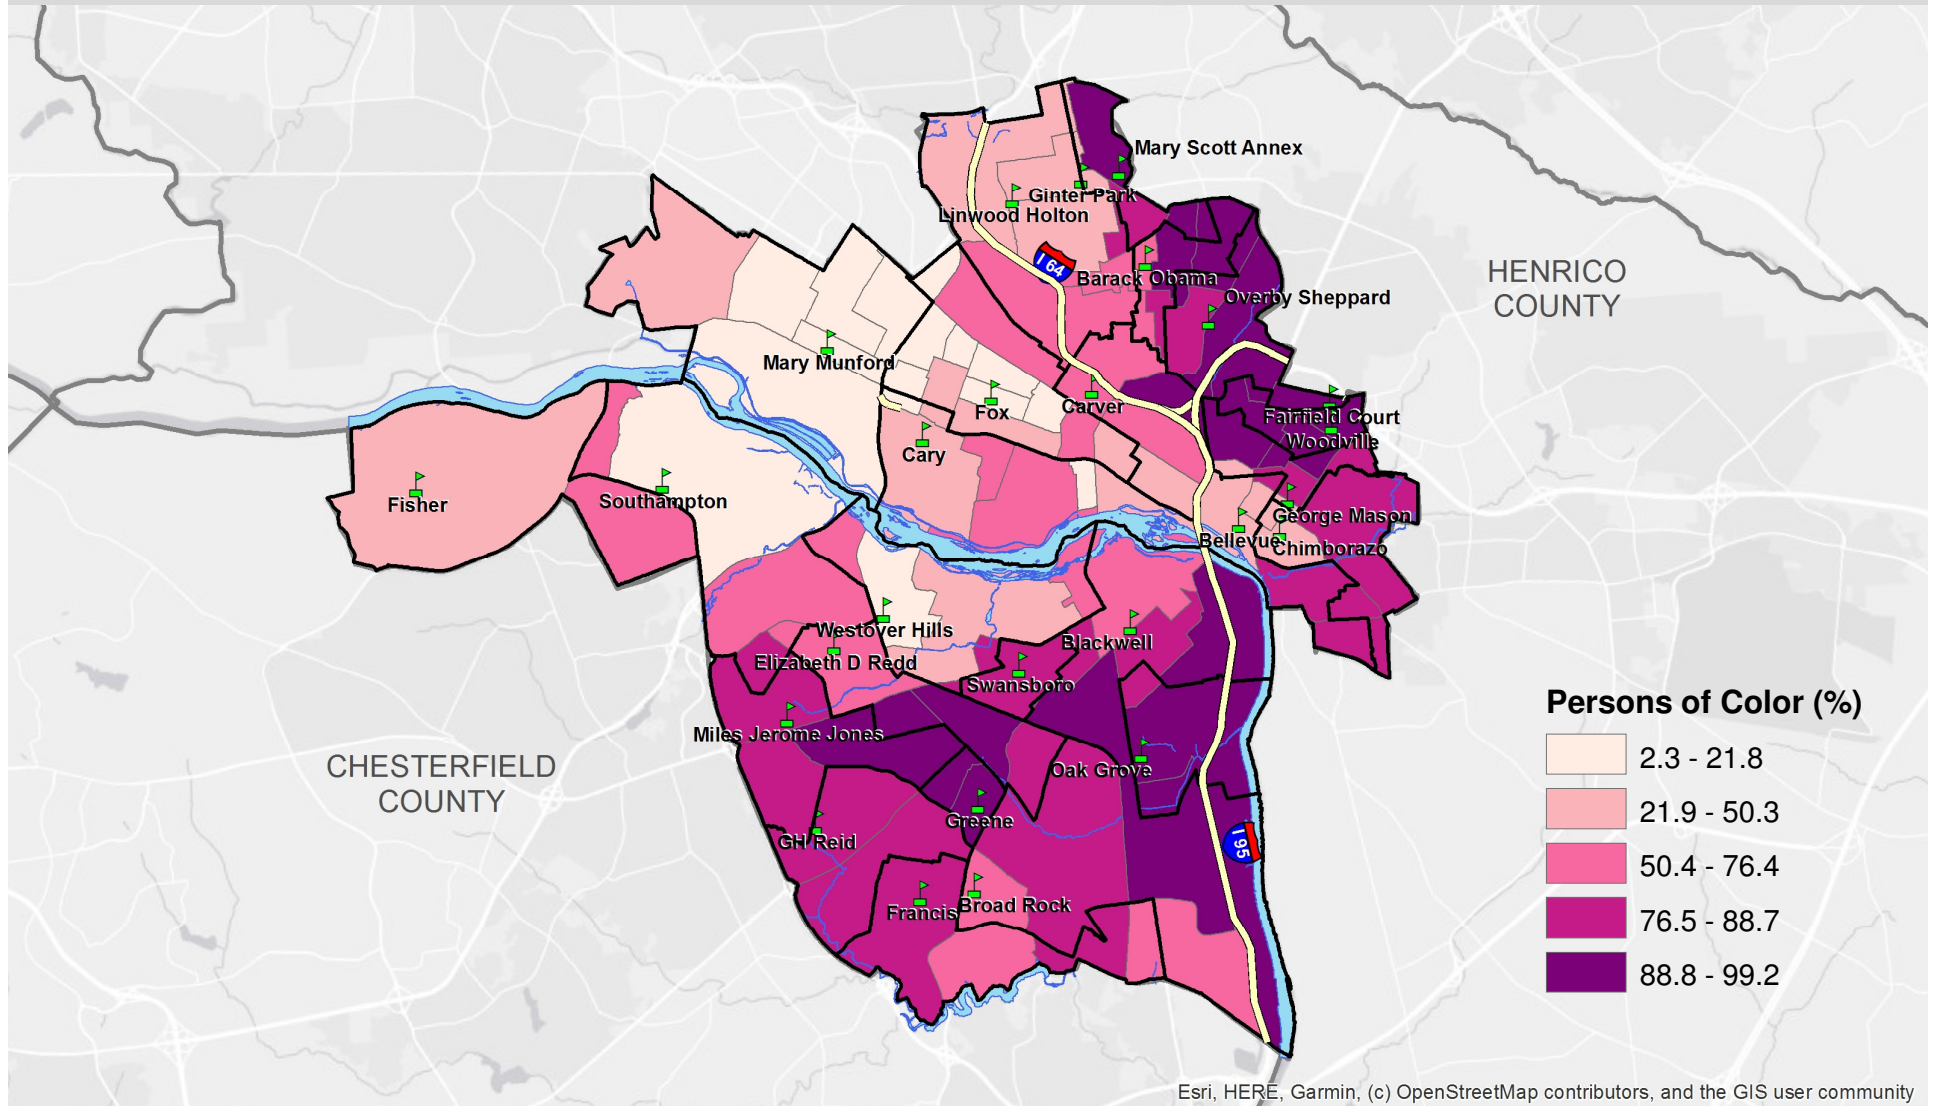 Mary Scott Annex
Ginter Park
Linwood Holton
I 64
Barack Obama
HENRICO
COUNTY
Overby Sheppard
Mary Munford
Fox
Carver
Fairfield Court
Woodville
Cary
Fisher
Southampton
George Mason
Bellevue
Chimborazo
Westover Hills
Blackwell
Elizabeth D Redd
Swansboro
Miles Jerome Jones
CHESTERFIELD
COUNTY
Oak Grove
Greene
GH Reid
I 95
Francis
Broad Rock
Persons of Color (%)
2.3 - 21.8
21.9 - 50.3
50.4 - 76.4
76.5 - 88.7
88.8 - 99.2
Esri, HERE, Garmin, (c) OpenStreetMap contributors, and the GIS user community